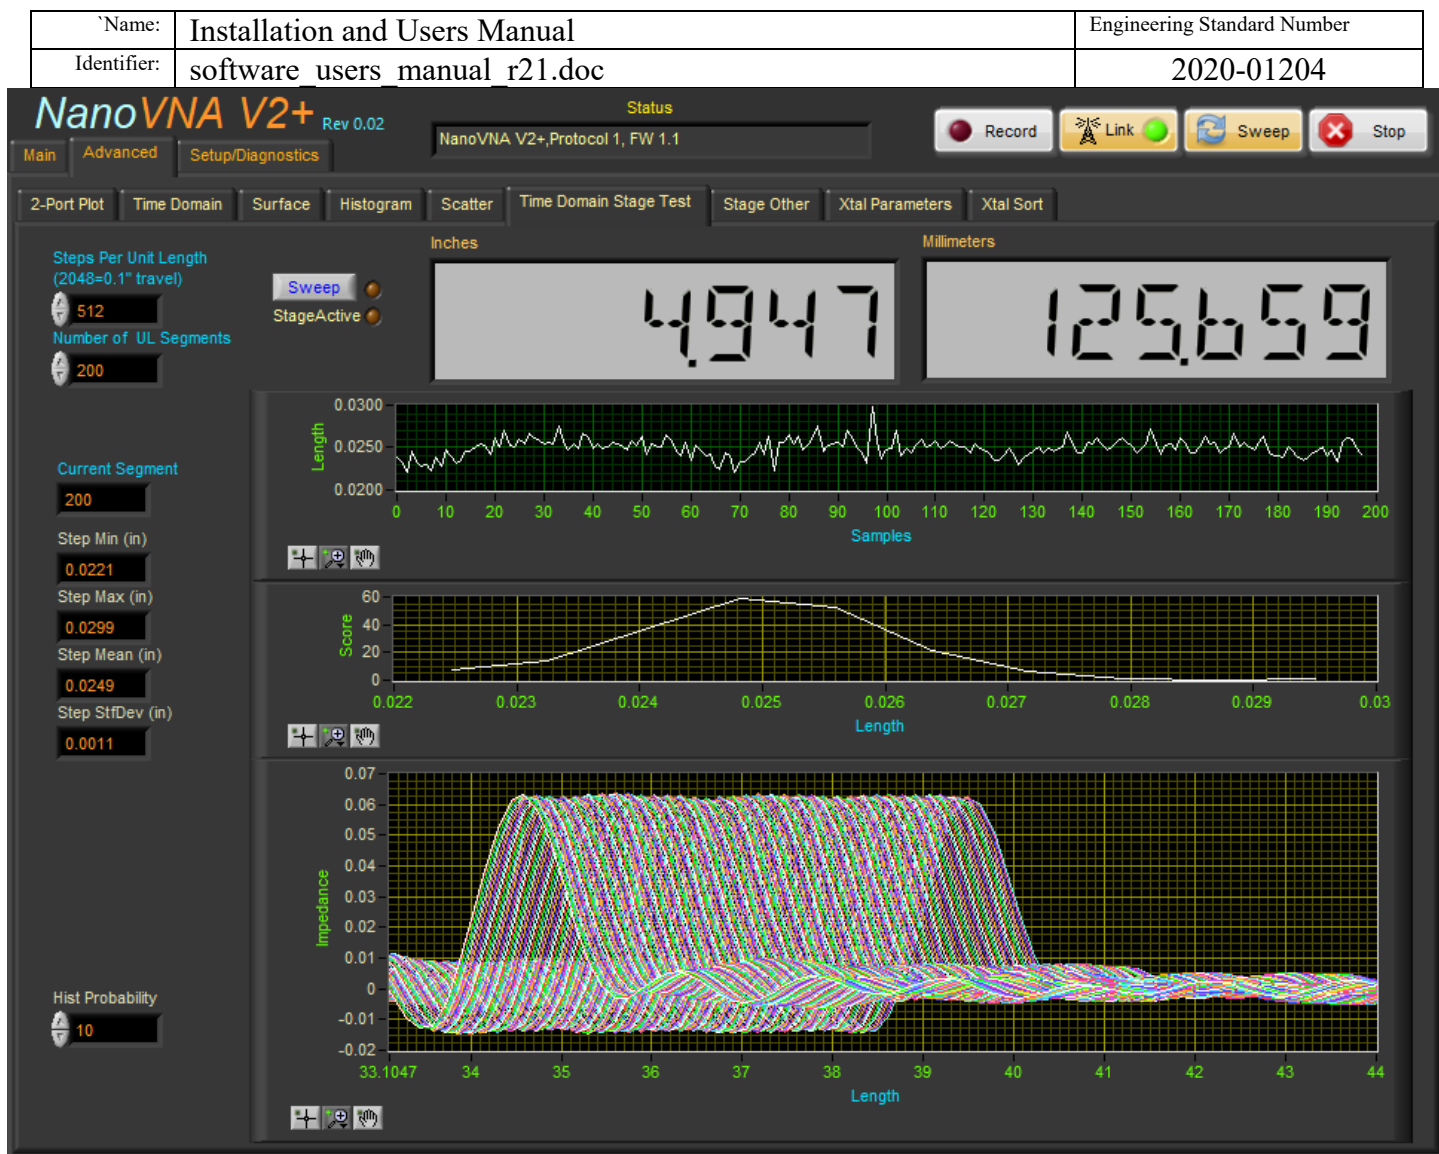 `Name:
Installation and Users Manual
Engineering Standard Number
Identifier:
software_users_manual_r21.doc
2020-01204
NanoVNA V2+ Rev 0.02
Status
NanoVNA V2+,Protocol 1, FW 1.1
Record
Link
Sweep
Stop
Main
Advanced
Setup/Diagnostics
2-Port Plot
Time Domain
Surface
Histogram
Scatter
Time Domain Stage Test
Stage Other
Xtal Parameters
Xtal Sort
Steps Per Unit Length
(2048=0.1" travel)
512
Number of UL Segments
200
Sweep
StageActive
Inches
4.947
Millimeters
125.659
Current Segment
200
Step Min (in)
0.0221
Step Max (in)
0.0299
Step Mean (in)
0.0249
Step StfDev (in)
0.0011
Hist Probability
10
Length
0.0300
0.0250
0.0200
0 10 20 30 40 50 60 70 80 90 100 110 120 130 140 150 160 170 180 190 200
Samples
Score
60
40
20
0
0.022 0.023 0.024 0.025 0.026 0.027 0.028 0.029 0.03
Length
Impedance
0.07
0.06
0.05
0.04
0.03
0.02
0.01
0
-0.01
-0.02
33.1047 34 35 36 37 38 39 40 41 42 43 44
Length